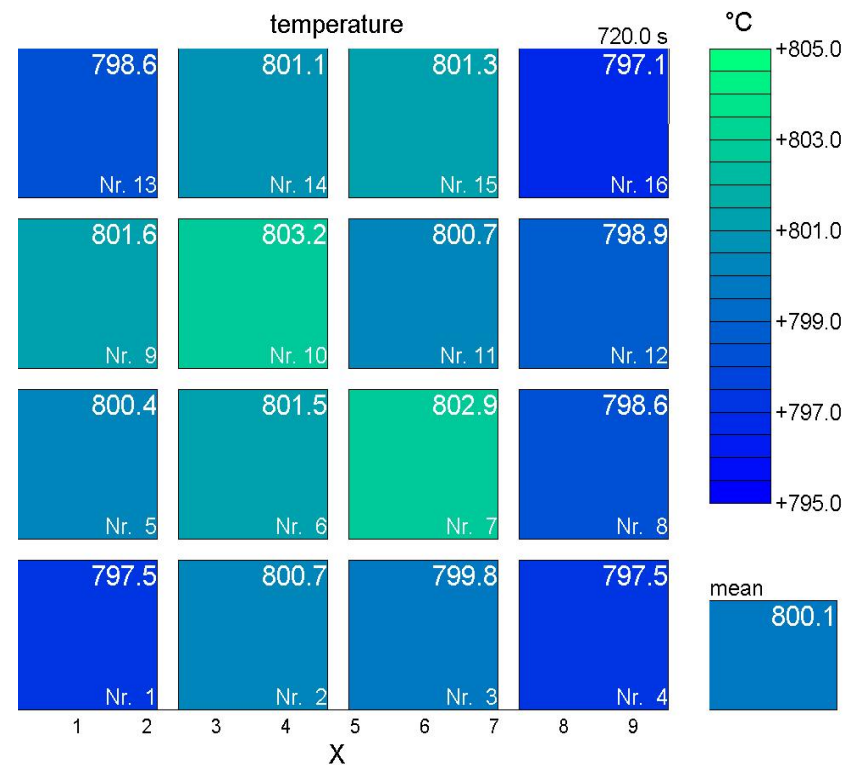 temperature
720.0 s
°C
798.6 801.1 801.3 797.1
Nr. 13 Nr. 14 Nr. 15 Nr. 16
801.6 803.2 800.7 798.9
Nr. 9 Nr. 10 Nr. 11 Nr. 12
800.4 801.5 802.9 798.6
Nr. 5 Nr. 6 Nr. 7 Nr. 8
797.5 800.7 799.8 797.5
Nr. 1 Nr. 2 Nr. 3 Nr. 4
1 2 3 4 5 6 7 8 9
X
+805.0
+803.0
+801.0
+799.0
+797.0
+795.0
mean
800.1